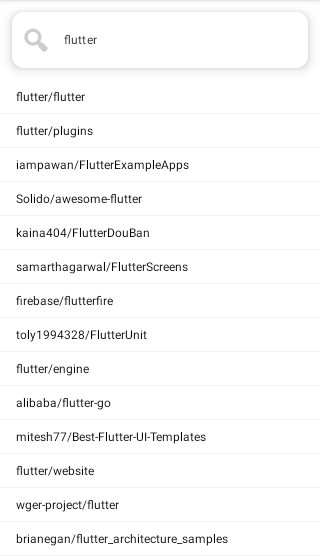 flutter
flutter/flutter
flutter/plugins
iampawan/FlutterExampleApps
Solido/awesome-flutter
kaina404/FlutterDouBan
samarthagarwal/FlutterScreens
firebase/flutterfire
toly1994328/FlutterUnit
flutter/engine
alibaba/flutter-go
mitesh77/Best-Flutter-UI-Templates
flutter/website
wger-project/flutter
brianegan/flutter_architecture_samples